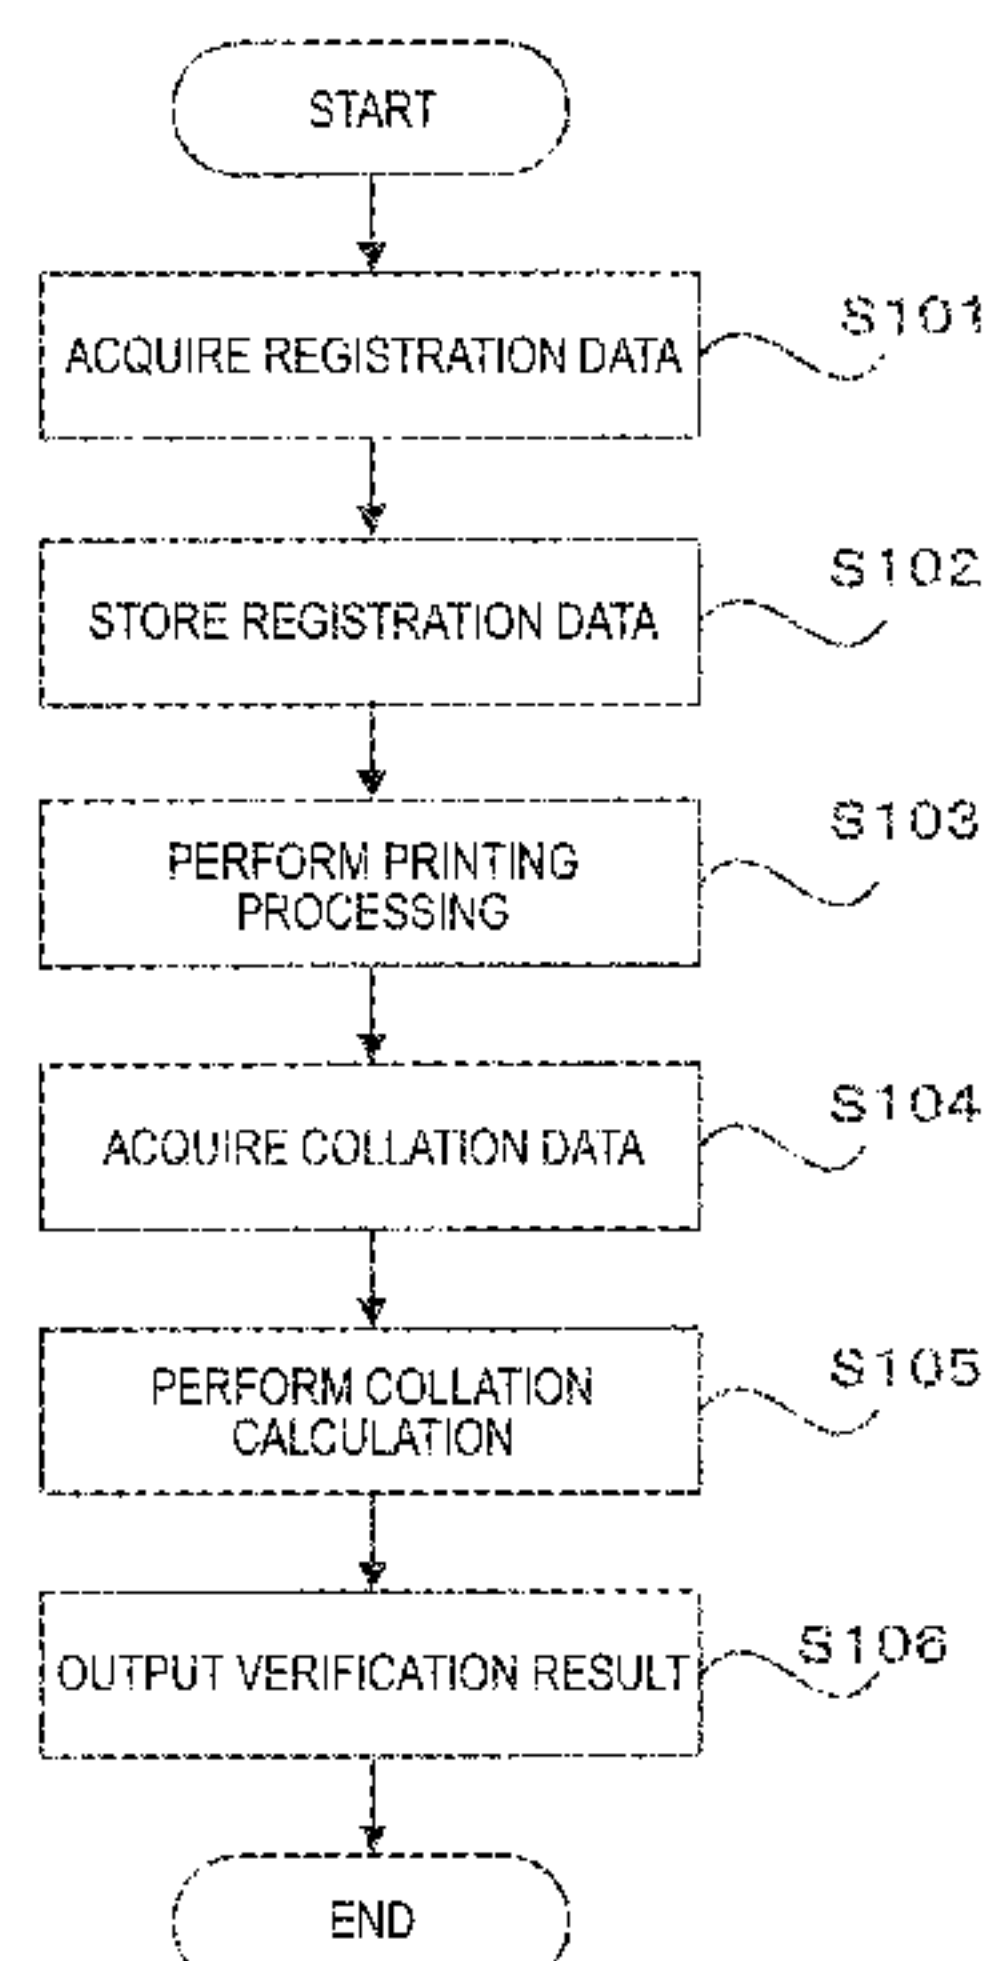 START
ACQUIRE REGISTRATION DATA
S101
STORE REGISTRATION DATA
S102
PERFORM PRINTING
PROCESSING
S103
ACQUIRE COLLATION DATA
S104
PERFORM COLLATION
CALCULATION
S105
OUTPUT VERIFICATION RESULT
S106
END